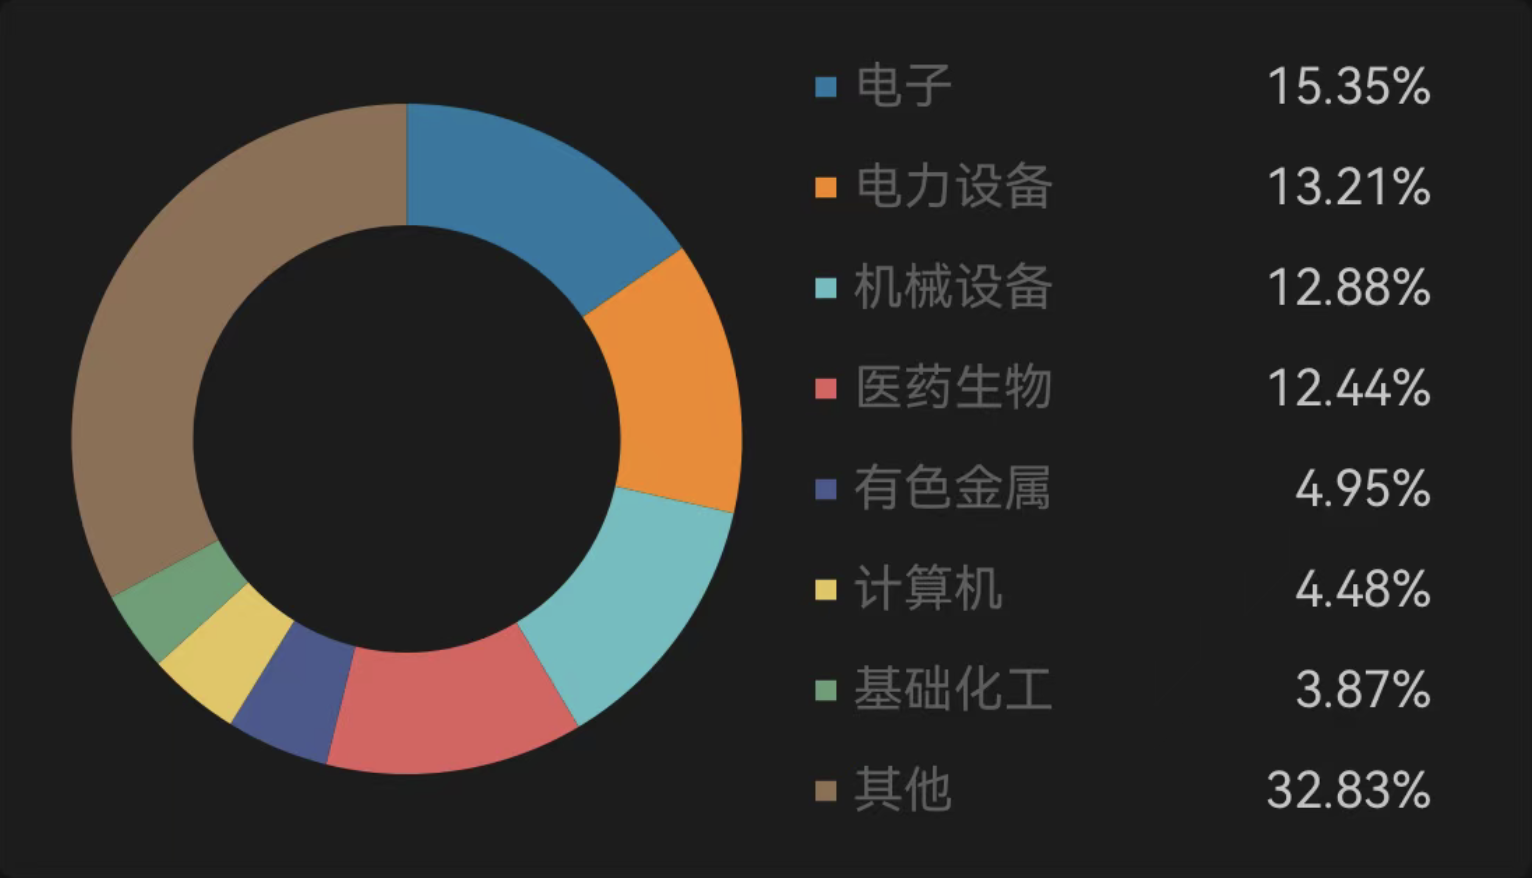 电子 15.35%
电力设备 13.21%
机械设备 12.88%
医药生物 12.44%
有色金属 4.95%
计算机 4.48%
基础化工 3.87%
其他 32.83%